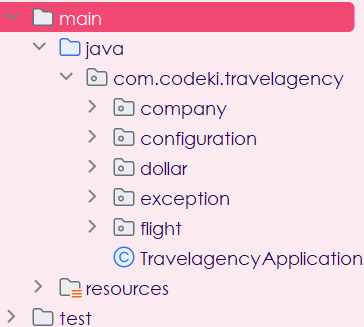 main
java
com.codeki.travelagency
company
configuration
dollar
exception
flight
TravelagencyApplication
resources
test